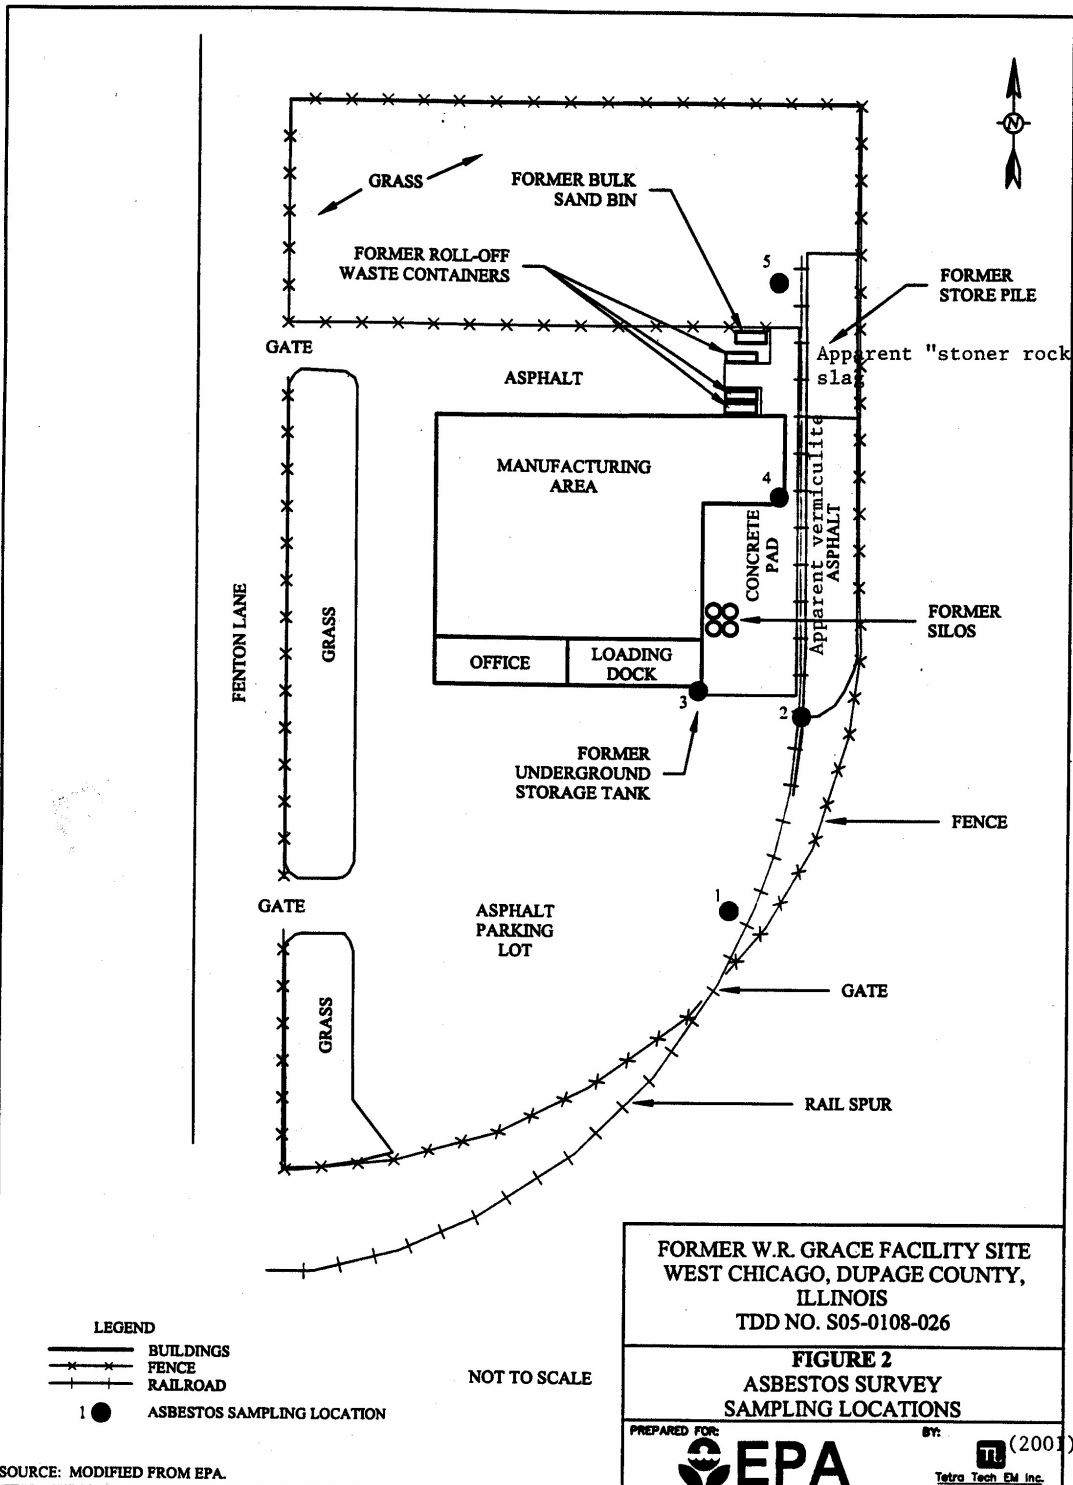 N
GRASS
FORMER BULK
SAND BIN
FORMER ROLL-OFF
WASTE CONTAINERS
5
FORMER
STORE PILE
GATE
ASPHALT
Apparent "stoner rock
slag
MANUFACTURING
AREA
4
CONCRETE
PAD
Apparent vermiculite
ASPHALT
FENTON LANE
GRASS
FORMER
SILOS
OFFICE
LOADING
DOCK
3
2
FORMER
UNDERGROUND
STORAGE TANK
FENCE
1
GATE
ASPHALT
PARKING
LOT
GATE
GRASS
RAIL SPUR
FORMER W.R. GRACE FACILITY SITE
WEST CHICAGO, DUPAGE COUNTY,
ILLINOIS
TDD NO. S05-0108-026
LEGEND
BUILDINGS
FENCE
RAILROAD
1 ASBESTOS SAMPLING LOCATION
NOT TO SCALE
FIGURE 2
ASBESTOS SURVEY
SAMPLING LOCATIONS
PREPARED FOR:
EPA
BY:
(2001)
Tetra Tech EM Inc.
SOURCE: MODIFIED FROM EPA.